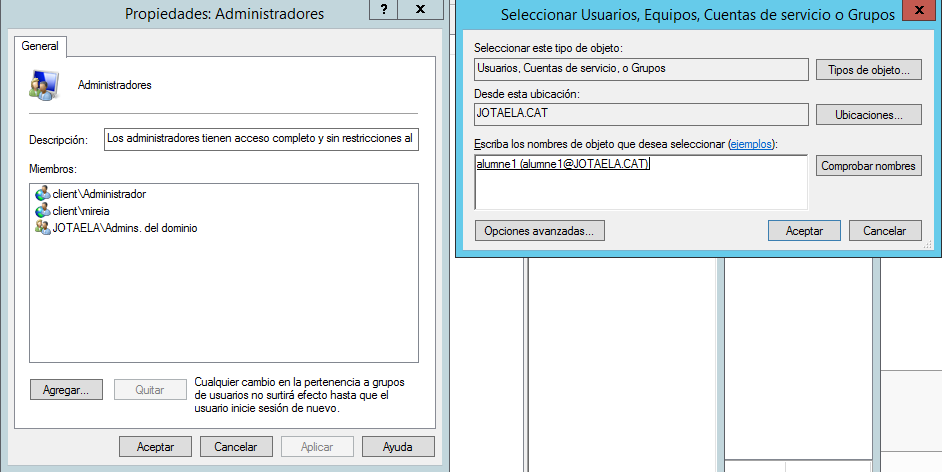 Propiedades: Administradores
?
x
General
Administradores
Descripción:
Los administradores tienen acceso completo y sin restricciones al
Miembros:
client\Administrador
client\mireia
JOTAELA\Admins. del dominio
Agregar...
Quitar
Cualquier cambio en la pertenencia a grupos
de usuarios no surtirá efecto hasta que el
usuario inicie sesión de nuevo.
Aceptar
Cancelar
Aplicar
Ayuda
Seleccionar Usuarios, Equipos, Cuentas de servicio o Grupos
x
Seleccionar este tipo de objeto:
Usuarios, Cuentas de servicio, o Grupos
Tipos de objeto...
Desde esta ubicación:
JOTAELA.CAT
Ubicaciones...
Escriba los nombres de objeto que desea seleccionar (ejemplos):
alumne1 (alumne1@JOTAELA.CAT)
Comprobar nombres
Opciones avanzadas...
Aceptar
Cancelar